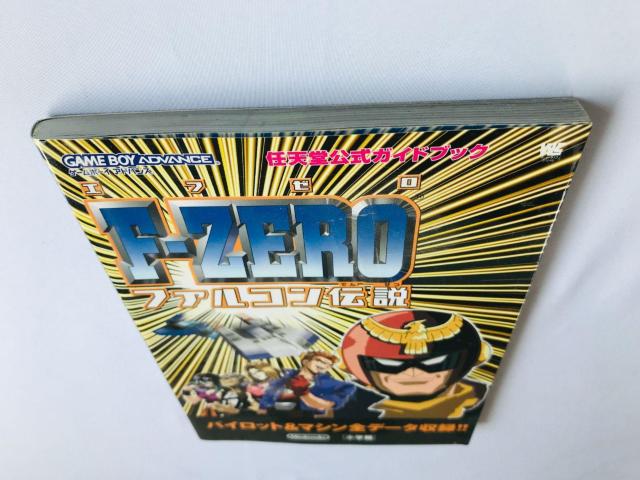 任天堂公式ガイドブック
GAME BOY ADVANCE
ゲームボーイアドバンス
エフ ゼロ
F-ZERO
ファルコン伝説
パイロット&マシン全データ収録!!
Nintendo 小学館